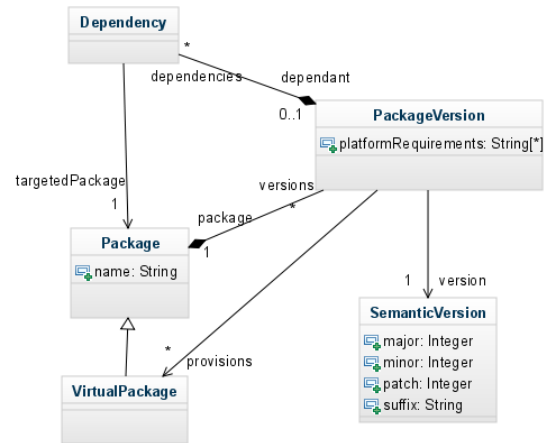 Dependency
*
dependencies
dependant
0..1
PackageVersion
platformRequirements: String[*]
targetedPackage
1
versions
*
package
1
Package
name: String
1
version
SemanticVersion
major: Integer
minor: Integer
patch: Integer
suffix: String
*
provisions
VirtualPackage